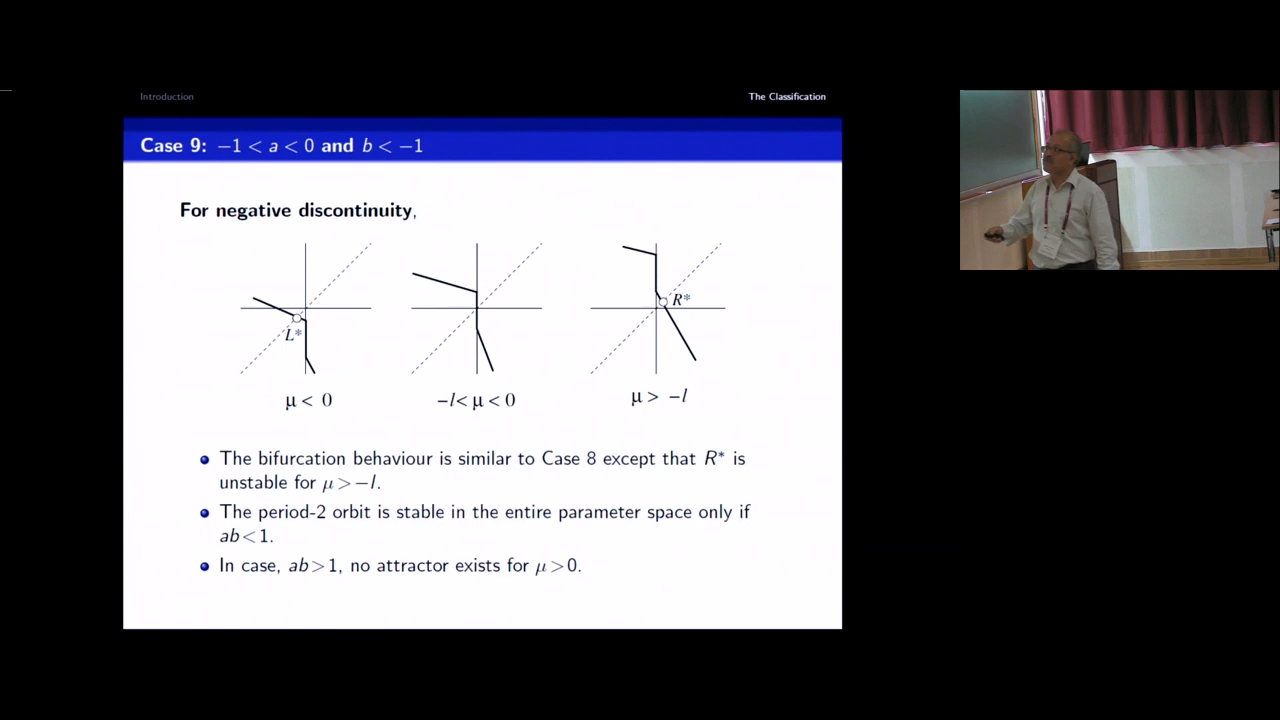 Introduction
The Classification
Case 9: −1 < a < 0 and b < −1
For negative discontinuity,
L*
R*
μ < 0
−l< μ < 0
μ > −l
The bifurcation behaviour is similar to Case 8 except that R* is
unstable for μ > −l.
The period-2 orbit is stable in the entire parameter space only if
ab < 1.
In case, ab > 1, no attractor exists for μ > 0.